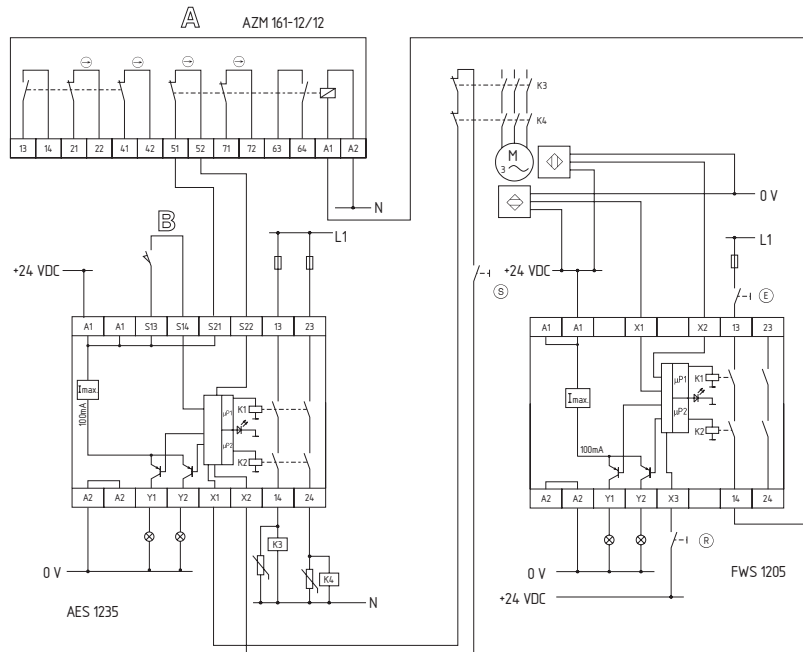 A AZM 161-12/12
13 14 21 22 41 42 51 52 71 72 63 64 A1 A2
K3
K4
M
3
N
0 V
B
L1
L1
+24 VDC
+24 VDC
S
E
A1 A1 S13 S14 S21 S22 13 23
A1 A1 X1 X2 13 23
Imax.
100mA
µP1
µP2
K1
K2
Imax.
100mA
µP1
µP2
K1
K2
A2 A2 Y1 Y2 X1 X2 14 24
A2 A2 Y1 Y2 X3 14 24
K3
K4
R
0 V
0 V
N
+24 VDC
AES 1235
FWS 1205